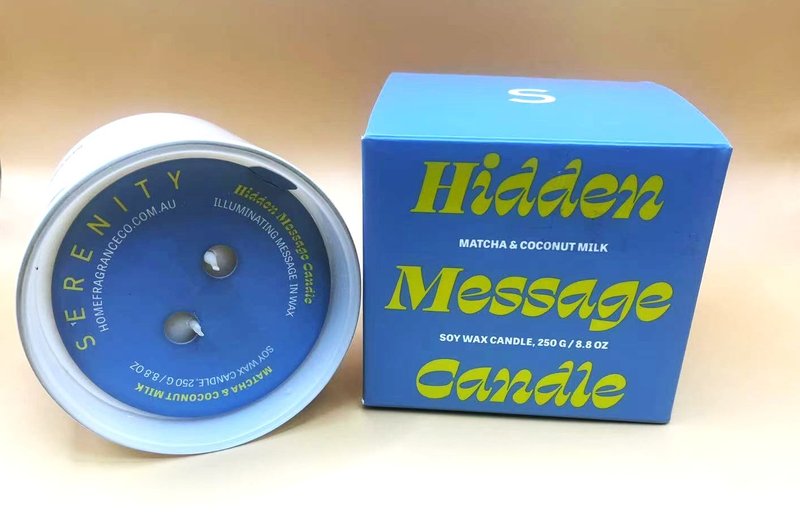 SERENITY
HOMEFRAGRANCECO.COM.AU
Hidden Message Candle
ILLUMINATING MESSAGE IN WAX
SOY WAX CANDLE, 250 G / 8.8 OZ
MATCHA & COCONUT MILK
S
Hidden
MATCHA & COCONUT MILK
Message
SOY WAX CANDLE, 250 G / 8.8 OZ
Candle